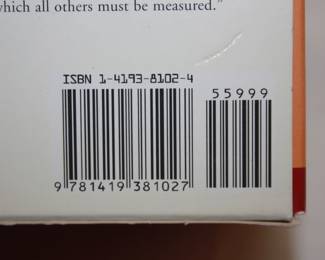 which all others must be measured."
ISBN 1-4193-8102-4
55999
9 781419 381027